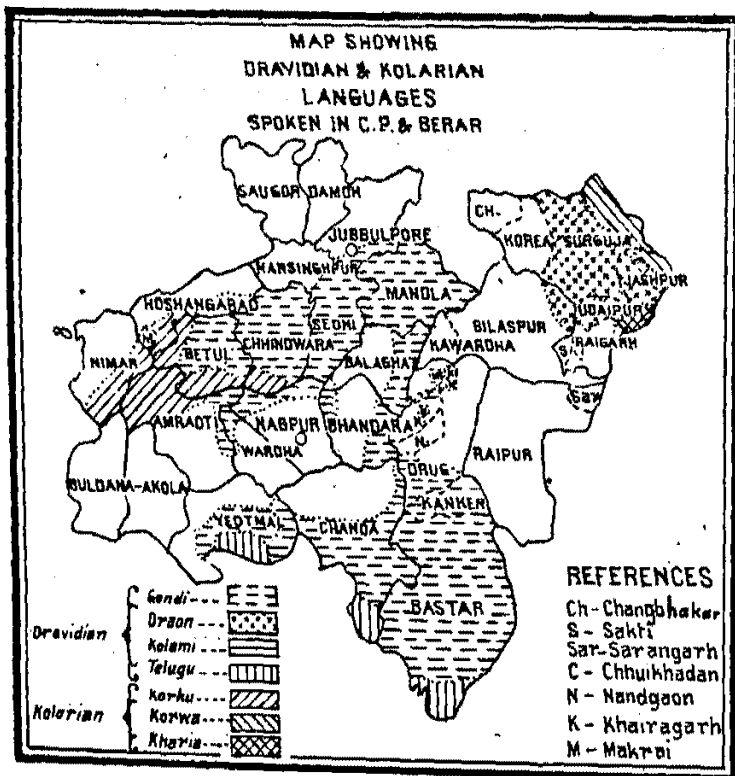 MAP SHOWING
DRAVIDIAN & KOLARIAN
LANGUAGES
SPOKEN IN C.P. & BERAR
SAUGOR
DAMOH
JUBBULPORE
CH-
KOREA
SURGUJA
JASHPUR
UDAIPUR
NARSINGHPUR
HOSHANGABAD
MANDLA
SEONI
BILASPUR
RAIGARH
S.
M
NIMAR
BETUL
CHHINDWARA
BALAGHAT
KAWARDHA
SAR
AMRAOTI
NAGPUR
BHANDARA
N.
WARDHA
DRUG
RAIPUR
BULDANA-AKOLA
KANKER
YEOTMAL
CHANDA
BASTAR
Dravidian
Gondi---
Oraon---
Kolami---
Telugu---
Kolarian
Korku---
Korwa---
Kharia---
REFERENCES
Ch-Changbhakar
S - Sakti
Sar-Sarangarh
C - Chhuikhadan
N - Nandgaon
K - Khairagarh
M - Makrai